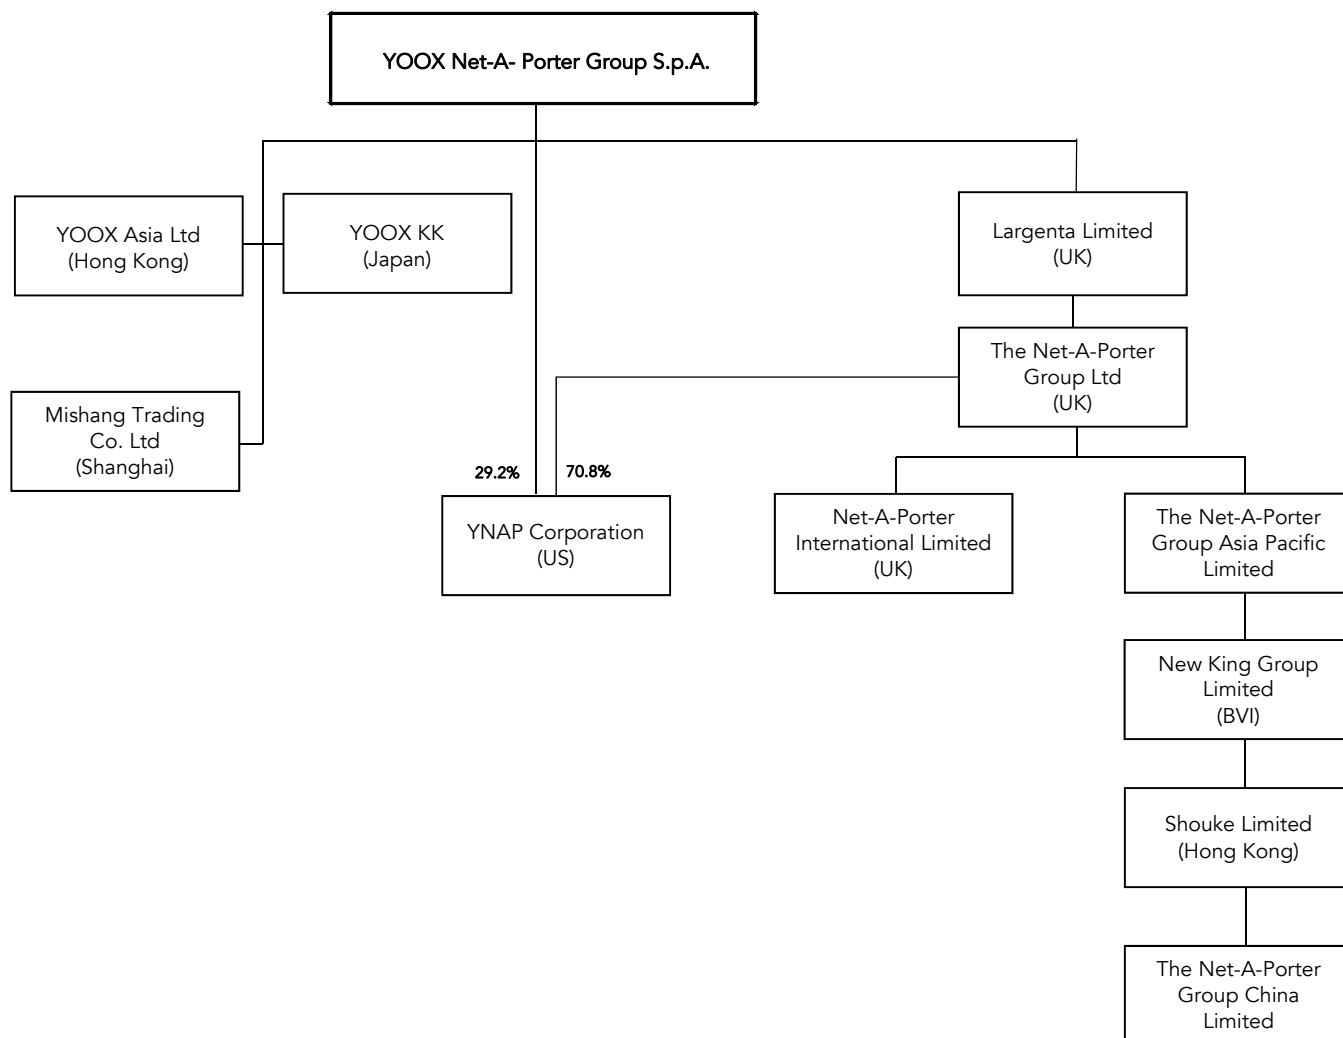 YOOX Net-A- Porter Group S.p.A.
YOOX Asia Ltd
(Hong Kong)
YOOX KK
(Japan)
Largenta Limited
(UK)
The Net-A-Porter
Group Ltd
(UK)
Mishang Trading
Co. Ltd
(Shanghai)
29.2%
70.8%
YNAP Corporation
(US)
Net-A-Porter
International Limited
(UK)
The Net-A-Porter
Group Asia Pacific
Limited
New King Group
Limited
(BVI)
Shouke Limited
(Hong Kong)
The Net-A-Porter
Group China
Limited